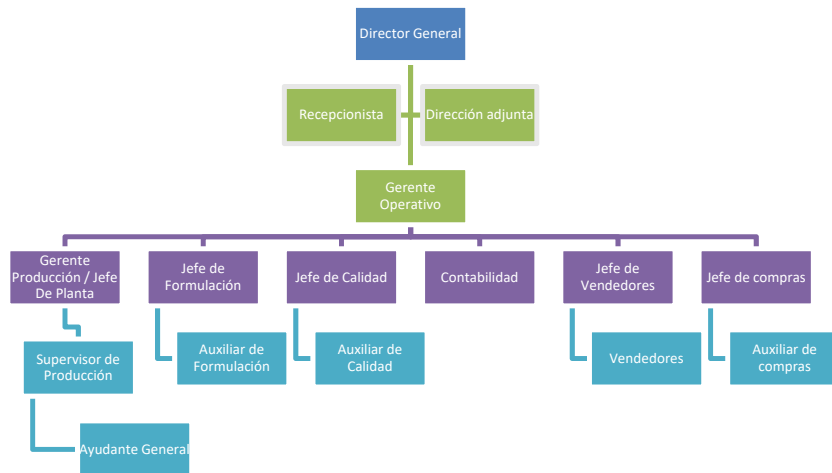 Director General
Recepcionista
Dirección adjunta
Gerente
Operativo
Gerente
Producción / Jefe
De Planta
Jefe de
Formulación
Jefe de Calidad
Contabilidad
Jefe de
Vendedores
Jefe de compras
Supervisor de
Producción
Auxiliar de
Formulación
Auxiliar de
Calidad
Vendedores
Auxiliar de
compras
Ayudante General